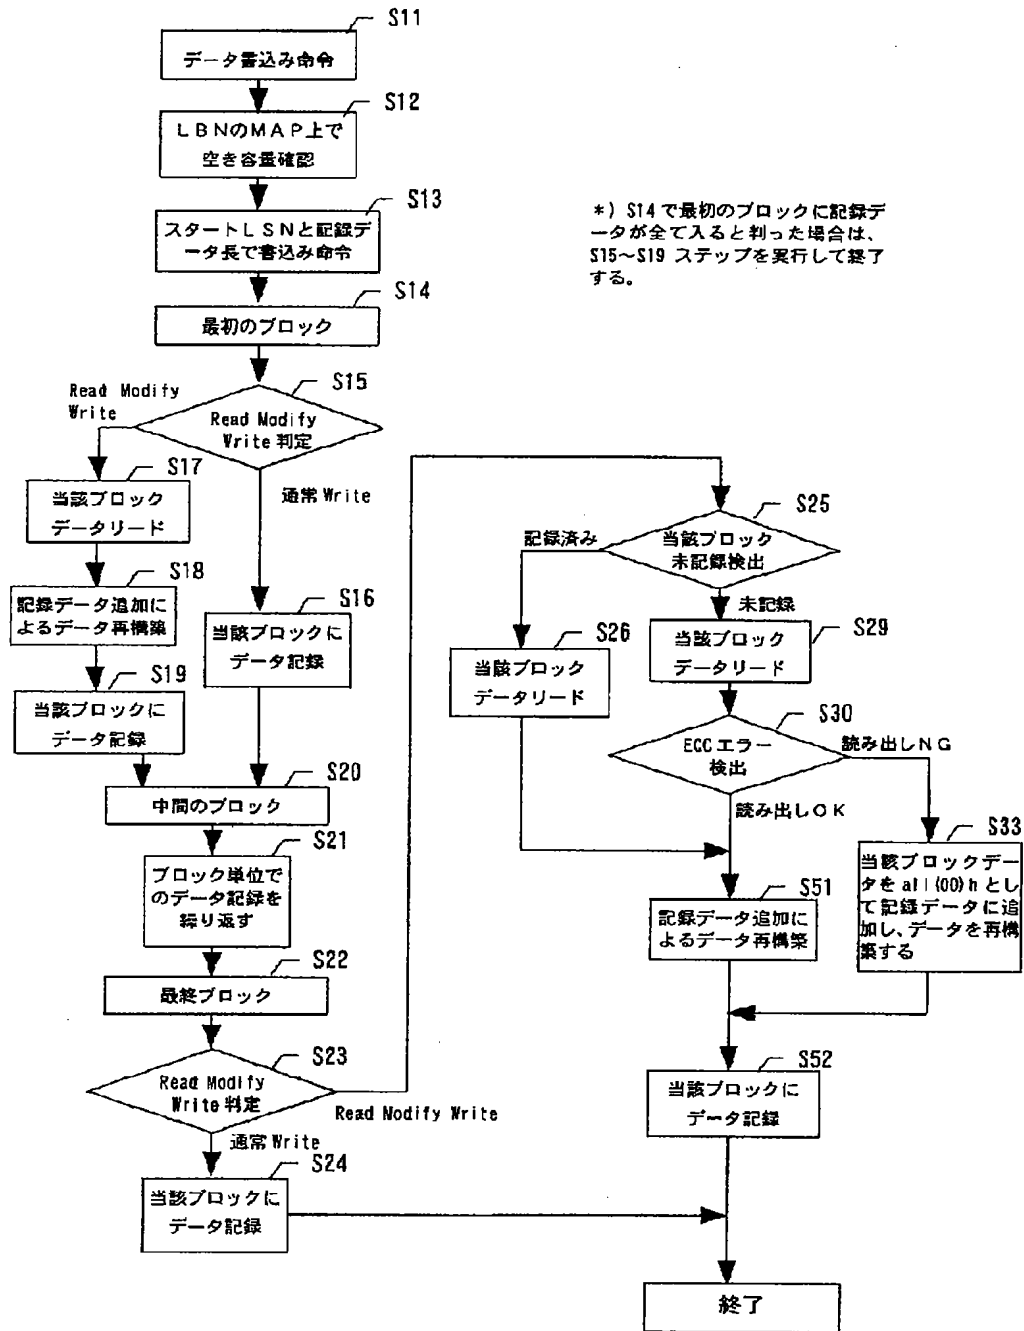 S11
データ書込み命令
S12
LBNのMAP上で
空き容量確認
S13
スタートLSNと記録デ
ータ長で書込み命令
*) S14で最初のブロックに記録デ
ータが全て入ると判った場合は、
S15～S19 ステップを実行して終了
する。
S14
最初のブロック
S15
Read Modify
Write 判定
Read Modify
Write
通常Write
S17
当該ブロック
データリード
S18
記録データ追加に
よるデータ再構築
S19
当該ブロックに
データ記録
S16
当該ブロックに
データ記録
S20
中間のブロック
S21
ブロック単位で
のデータ記録を
繰り返す
S22
最終ブロック
S23
Read Modify
Write 判定
Read Modify Write
通常Write
S24
当該ブロックに
データ記録
S25
当該ブロック
未記録検出
記録済み
未記録
S26
当該ブロック
データリード
S29
当該ブロック
データリード
S30
ECCエラー
検出
読み出しNG
読み出しOK
S33
当該ブロックデー
タをall(00)hとし
て記録データに追
加し、データを再構
築する
S51
記録データ追加に
よるデータ再構築
S52
当該ブロックに
データ記録
終了